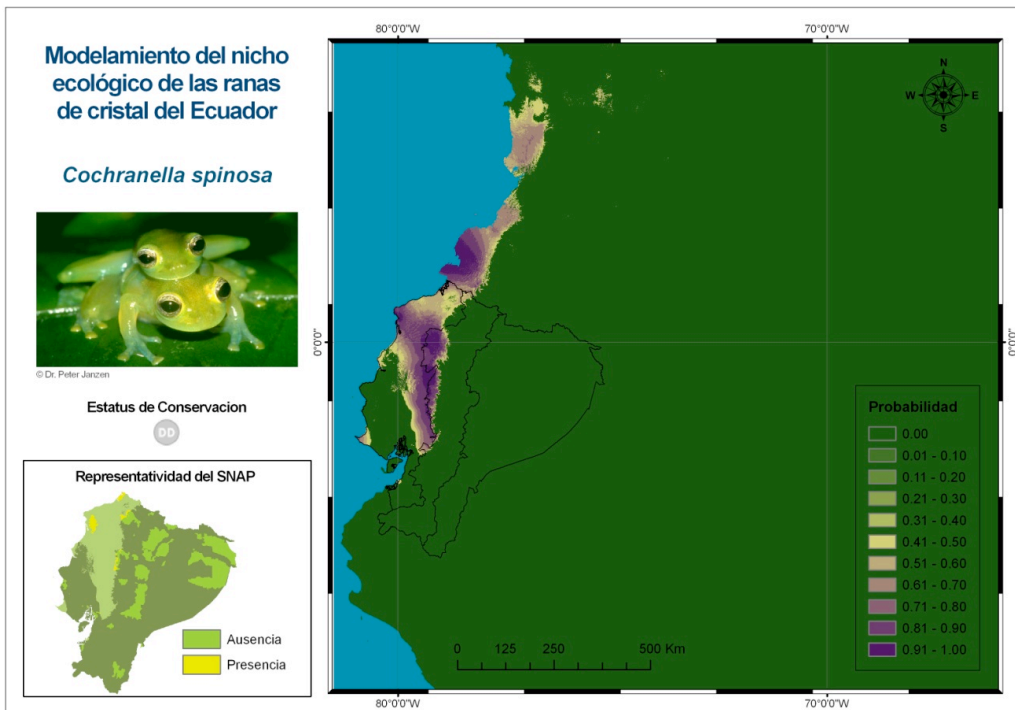 Modelamiento del nicho
ecológico de las ranas
de cristal del Ecuador
Cochranella spinosa
© Dr. Peter Janzen
Estatus de Conservacion
DD
Representatividad del SNAP
Ausencia
Presencia
80°0'0"W
70°0'0"W
N
W
E
S
0°0'0"
0°0'0"
Probabilidad
0.00
0.01 - 0.10
0.11 - 0.20
0.21 - 0.30
0.31 - 0.40
0.41 - 0.50
0.51 - 0.60
0.61 - 0.70
0.71 - 0.80
0.81 - 0.90
0.91 - 1.00
0 125 250 500 Km
80°0'0"W
70°0'0"W